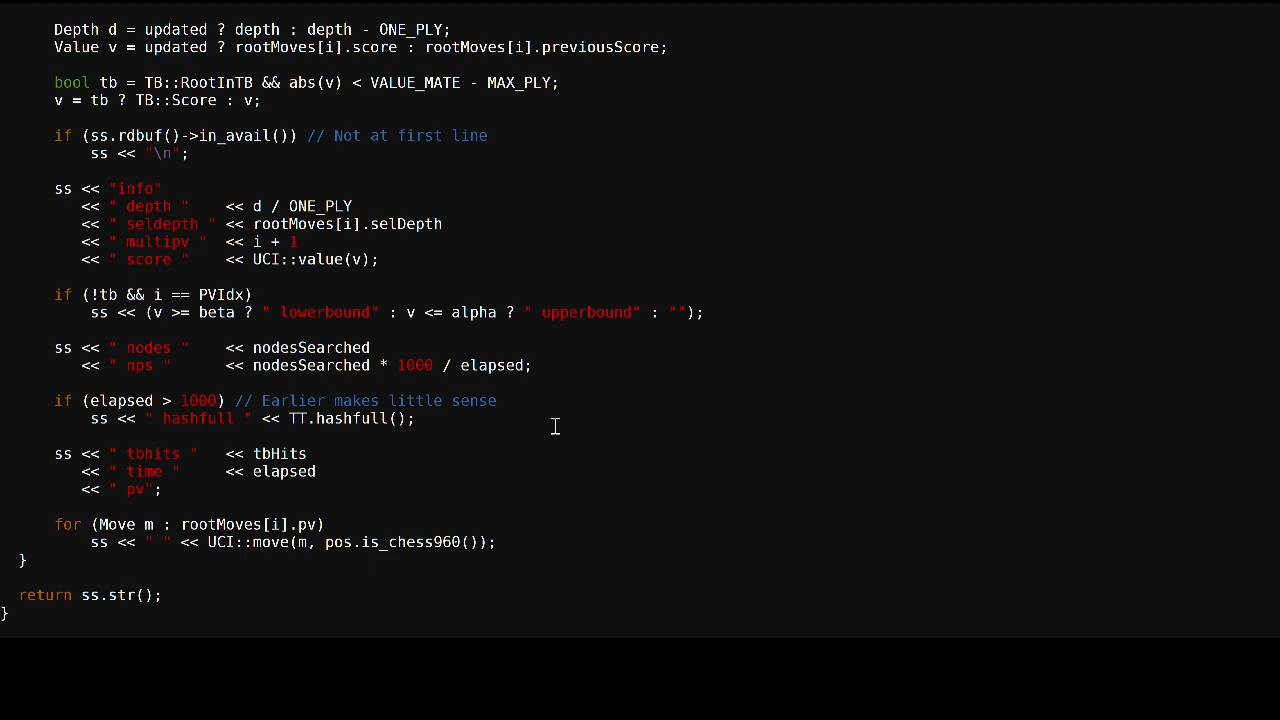 Depth d = updated ? depth : depth - ONE_PLY;
Value v = updated ? rootMoves[i].score : rootMoves[i].previousScore;
bool tb = TB::RootInTB && abs(v) < VALUE_MATE - MAX_PLY;
v = tb ? TB::Score : v;
if (ss.rdbuf()->in_avail()) // Not at first line
ss << "\n";
ss << "info"
<< " depth "    << d / ONE_PLY
<< " seldepth " << rootMoves[i].selDepth
<< " multipv "  << i + 1
<< " score "    << UCI::value(v);
if (!tb && i == PVIdx)
ss << (v >= beta ? " lowerbound" : v <= alpha ? " upperbound" : "");
ss << " nodes "    << nodesSearched
<< " nps "      << nodesSearched * 1000 / elapsed;
if (elapsed > 1000) // Earlier makes little sense
ss << " hashfull " << TT.hashfull();
ss << " tbhits "   << tbHits
<< " time "     << elapsed
<< " pv";
for (Move m : rootMoves[i].pv)
ss << " " << UCI::move(m, pos.is_chess960());
}
return ss.str();
}